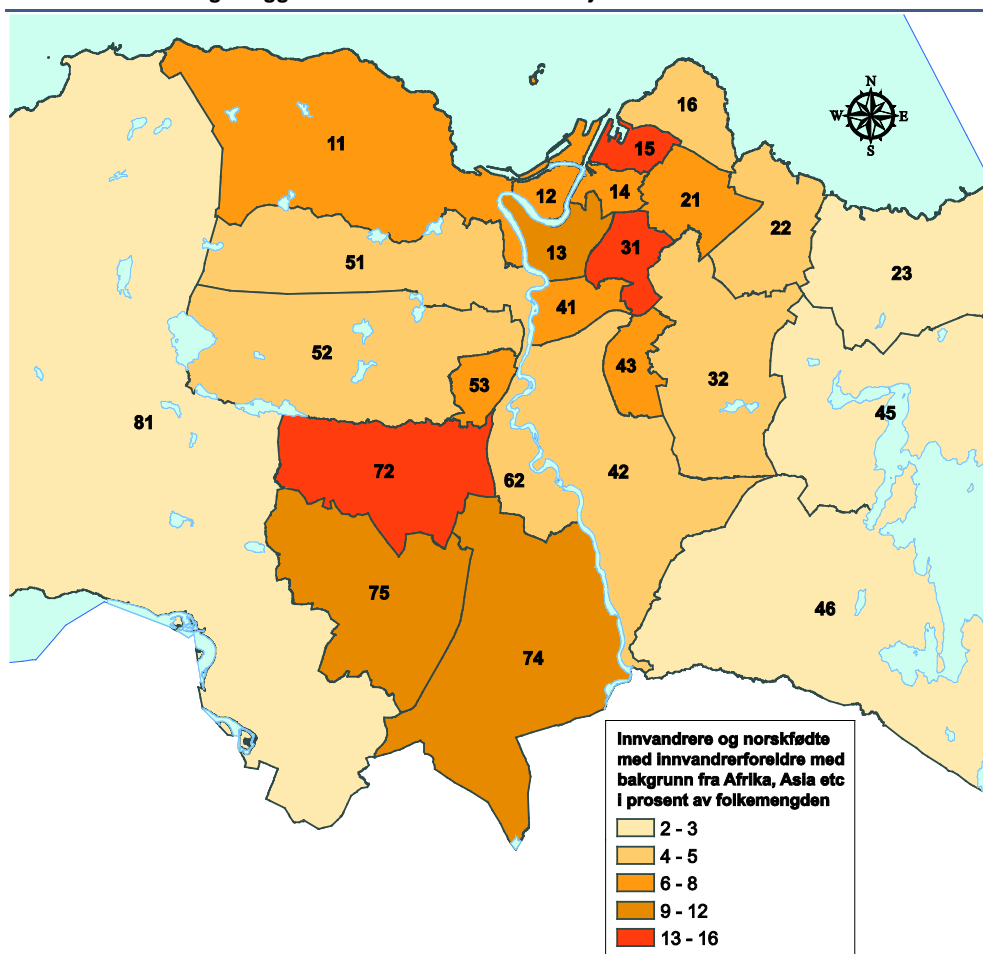 N
W E
S
16
11
15
12
14
21
22
13
31
51
23
41
52
43
32
53
45
81
72
62
42
75
46
74
Innvandrere og norskfødte
med innvandrerforeldre med
bakgrunn fra Afrika, Asia etc
i prosent av folkemengden
2 - 3
4 - 5
6 - 8
9 - 12
13 - 16